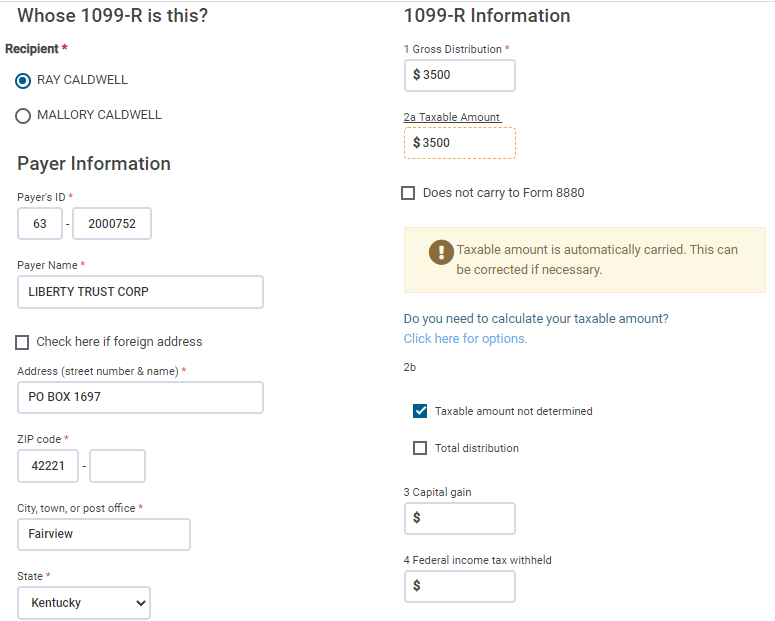 Whose 1099-R is this?
Recipient *
RAY CALDWELL
MALLORY CALDWELL
Payer Information
Payer's ID *
63 - 2000752
Payer Name *
LIBERTY TRUST CORP
Check here if foreign address
Address (street number & name) *
PO BOX 1697
ZIP code *
42221 -
City, town, or post office *
Fairview
State *
Kentucky
1099-R Information
1 Gross Distribution *
$ 3500
2a Taxable Amount
$ 3500
Does not carry to Form 8880
Taxable amount is automatically carried. This can
be corrected if necessary.
Do you need to calculate your taxable amount?
Click here for options.
2b
Taxable amount not determined
Total distribution
3 Capital gain
$
4 Federal income tax withheld
$